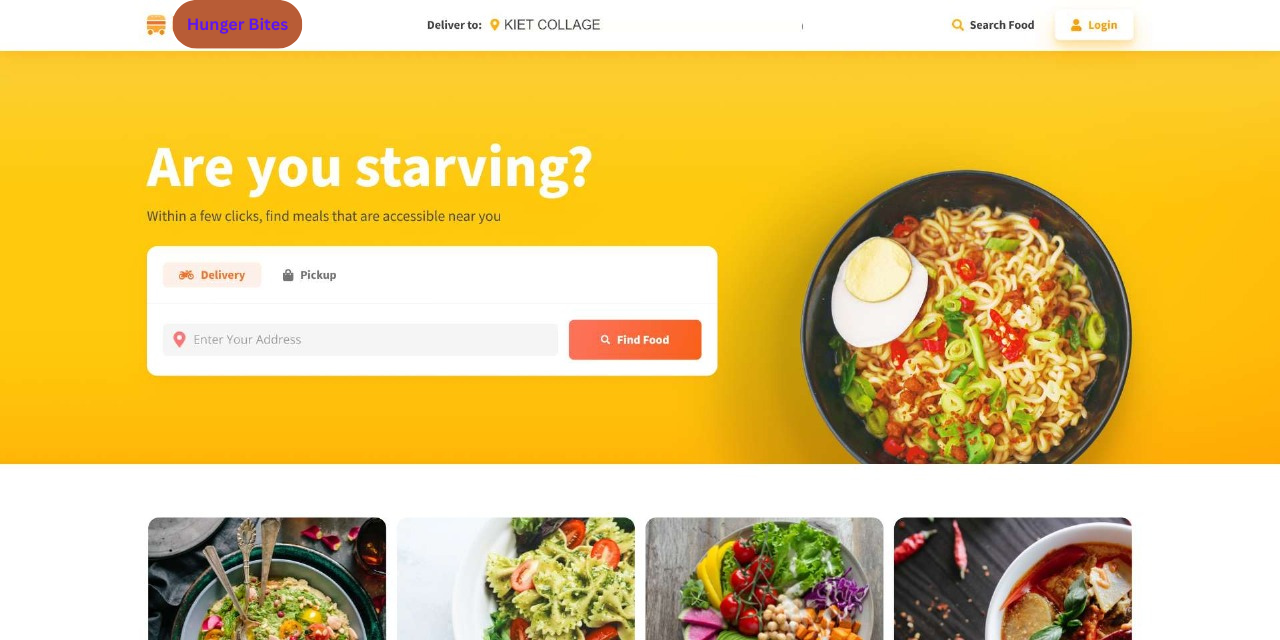 Hunger Bites
Deliver to: KIET COLLAGE
Search Food
Login
Are you starving?
Within a few clicks, find meals that are accessible near you
Delivery
Pickup
Enter Your Address
Find Food